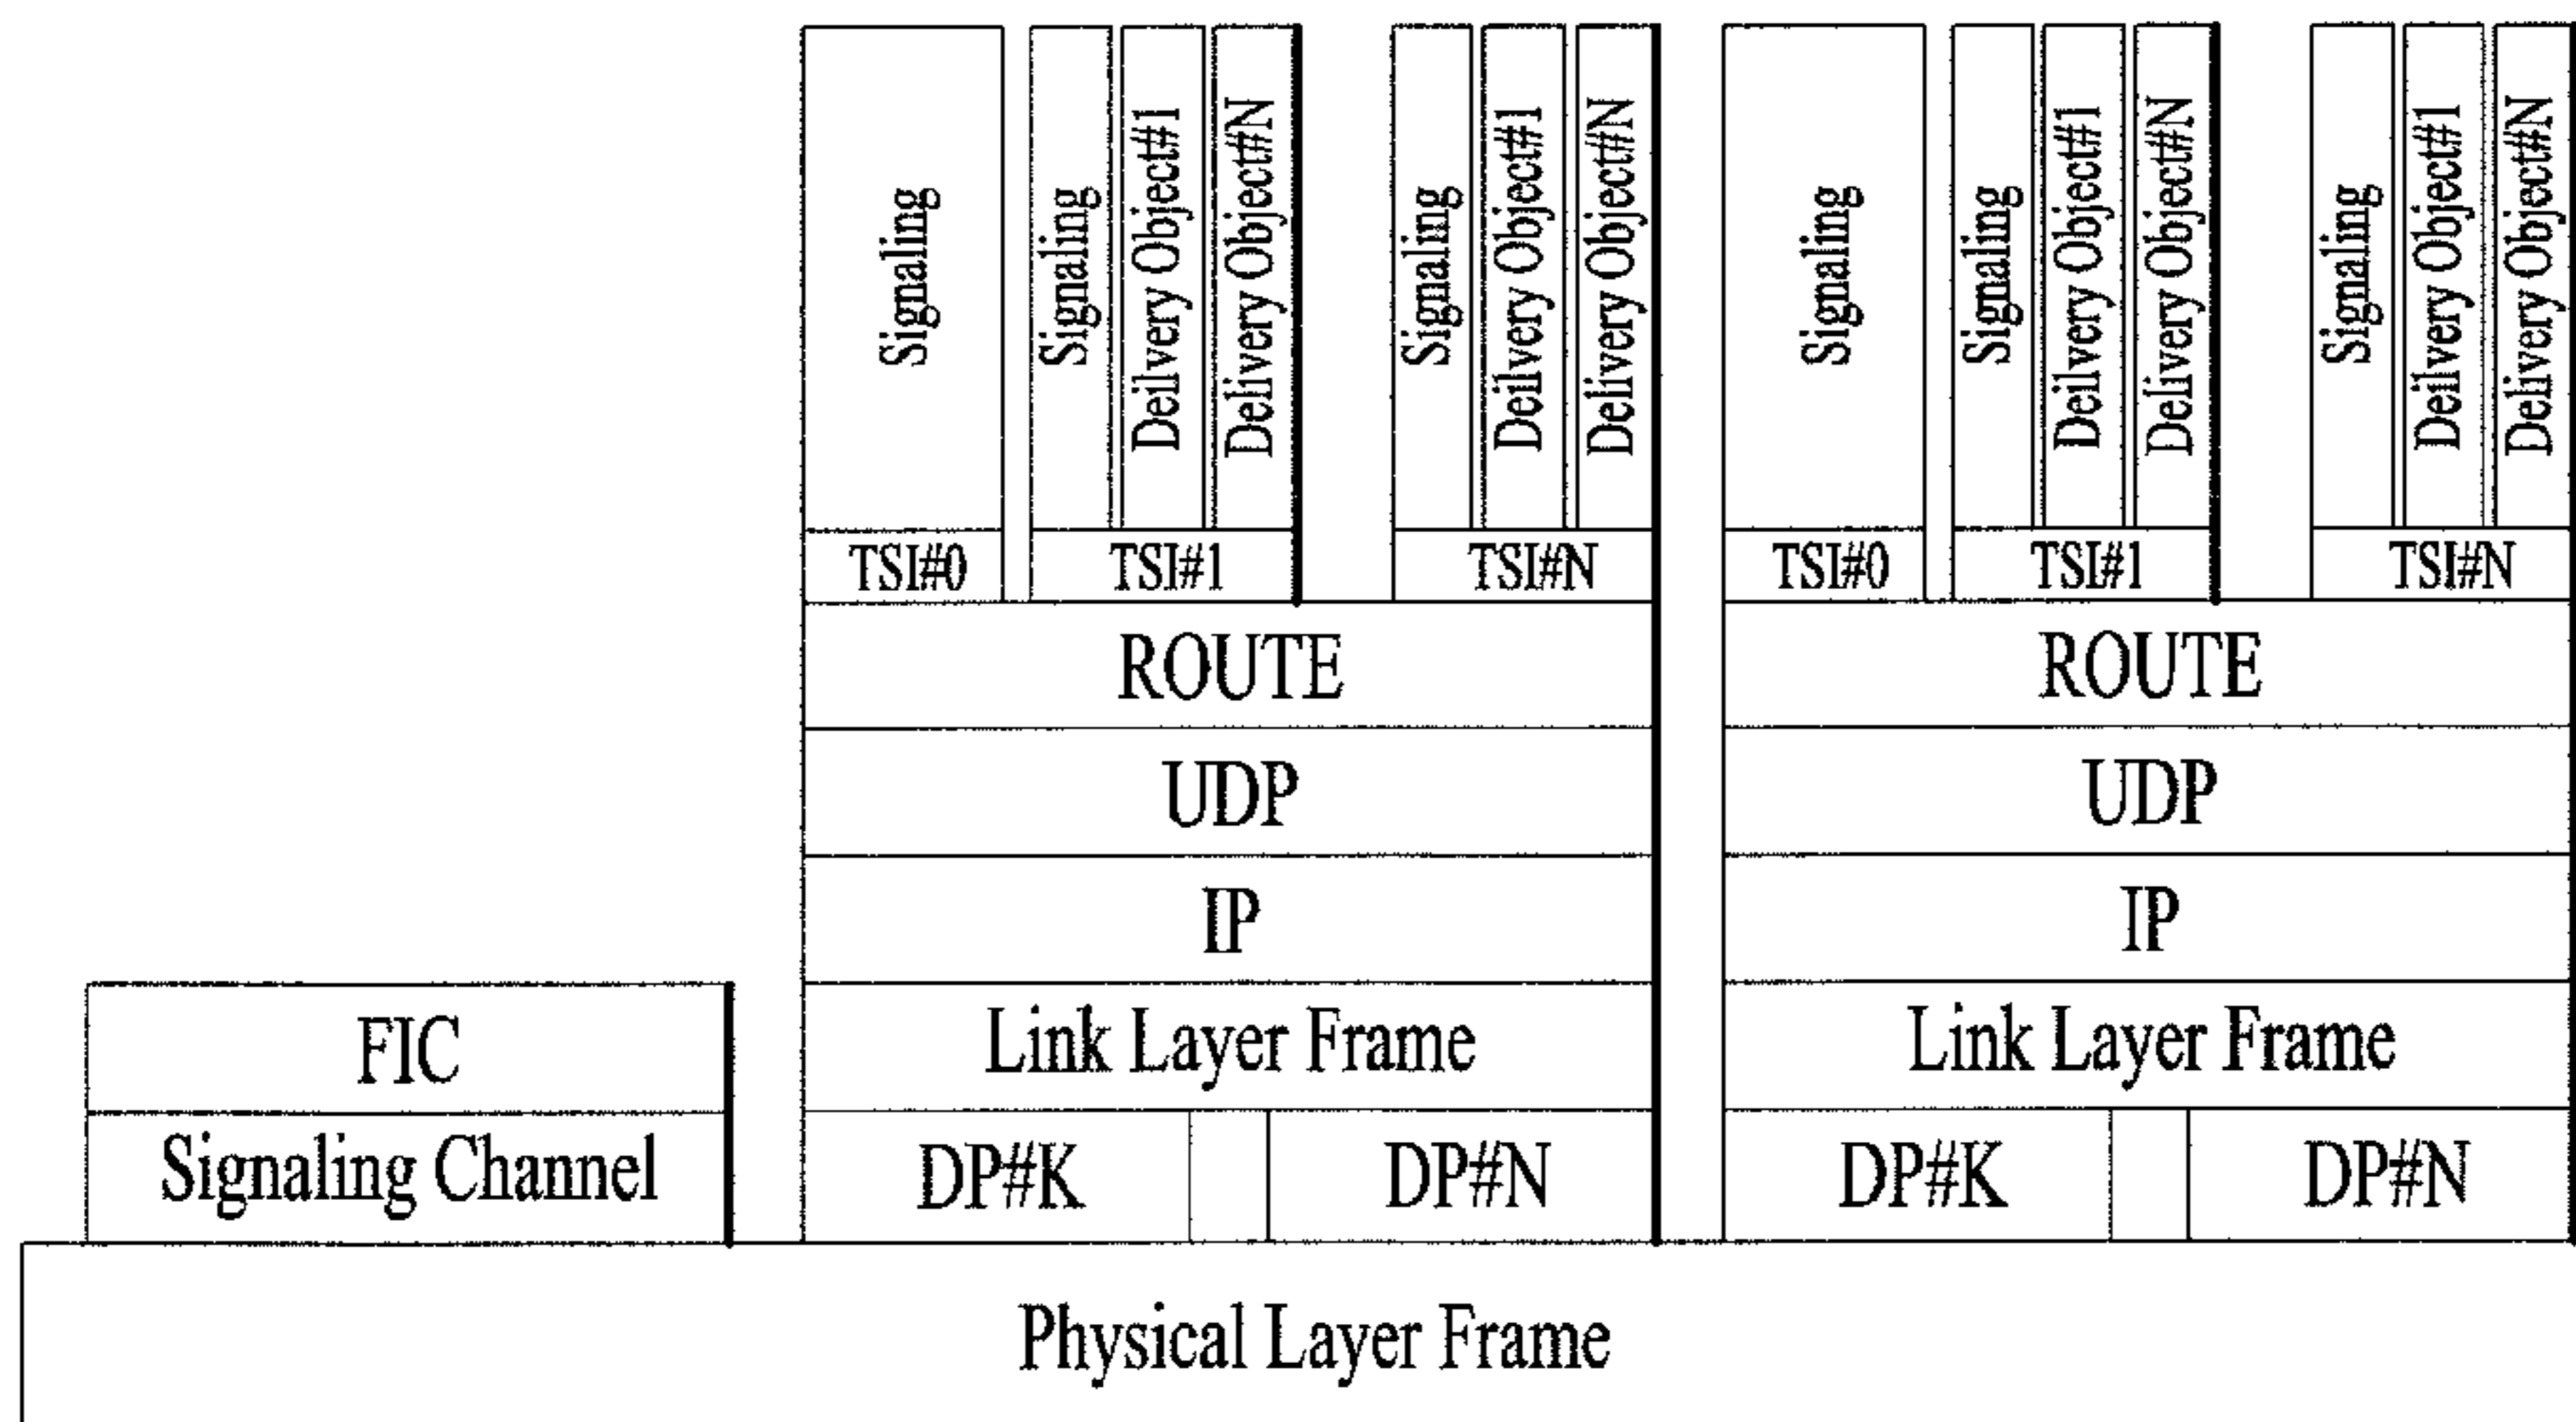 Signaling
Signaling
Deilvery Object#1
Delivery Object#N
Signaling
Deilvery Object#1
Delivery Object#N
Signaling
Signaling
Deilvery Object#1
Delivery Object#N
Signaling
Deilvery Object#1
Delivery Object#N
TSI#0
TSI#1
TSI#N
TSI#0
TSI#1
TSI#N
ROUTE
ROUTE
UDP
UDP
IP
IP
FIC
Link Layer Frame
Link Layer Frame
Signaling Channel
DP#K
DP#N
DP#K
DP#N
Physical Layer Frame